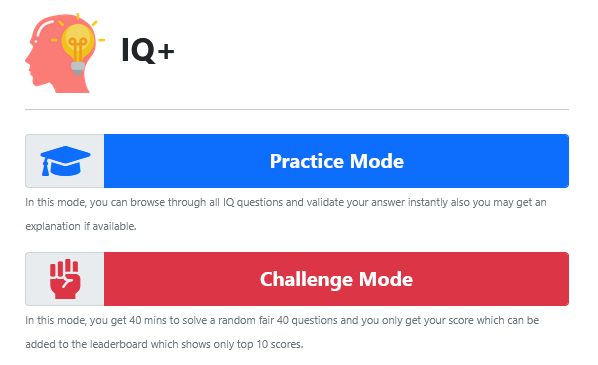 IQ+
Practice Mode
In this mode, you can browse through all IQ questions and validate your answer instantly also you may get an
explanation if available.
Challenge Mode
In this mode, you get 40 mins to solve a random fair 40 questions and you only get your score which can be
added to the leaderboard which shows only top 10 scores.